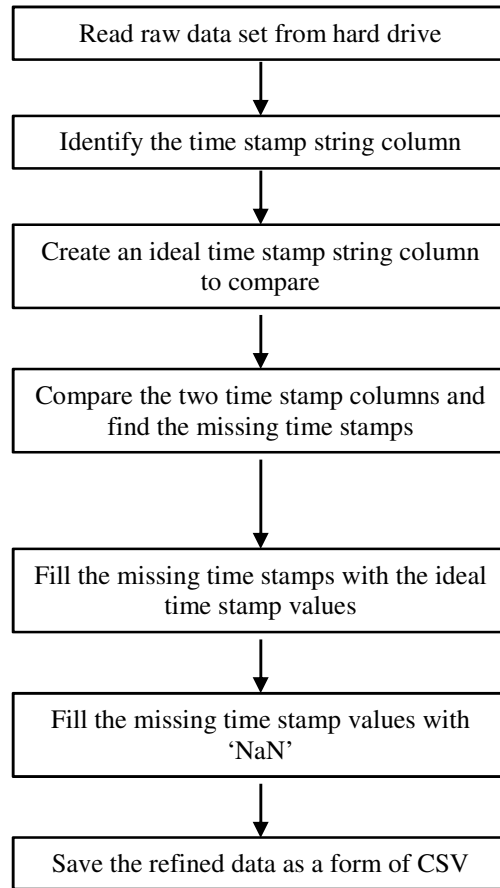 Read raw data set from hard drive
Identify the time stamp string column
Create an ideal time stamp string column
to compare
Compare the two time stamp columns and
find the missing time stamps
Fill the missing time stamps with the ideal
time stamp values
Fill the missing time stamp values with
‘NaN’
Save the refined data as a form of CSV